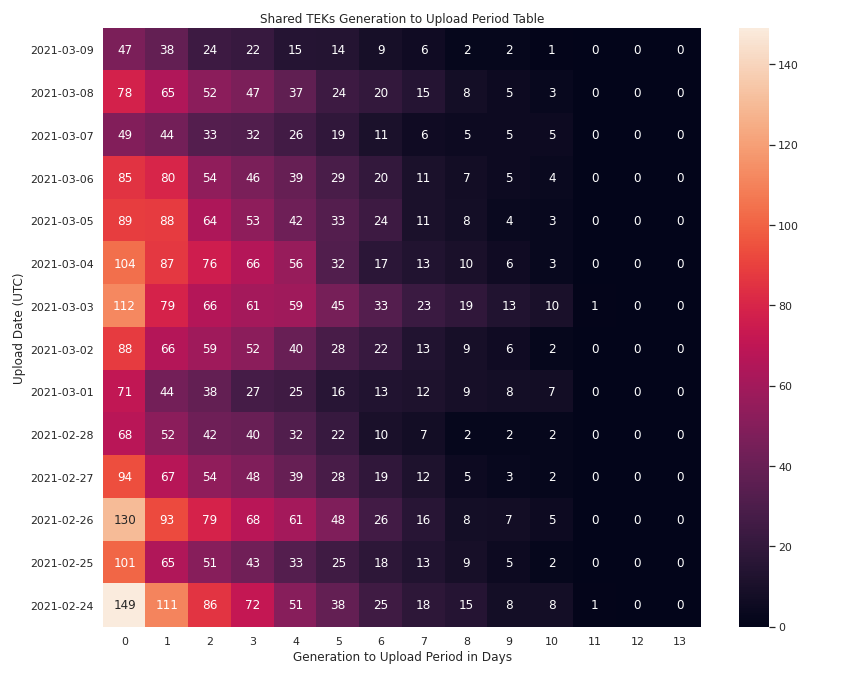 Shared TEKs Generation to Upload Period Table
Upload Date (UTC)
2021-03-09 47 38 24 22 15 14 9 6 2 2 1 0 0 0
2021-03-08 78 65 52 47 37 24 20 15 8 5 3 0 0 0
2021-03-07 49 44 33 32 26 19 11 6 5 5 5 0 0 0
2021-03-06 85 80 54 46 39 29 20 11 7 5 4 0 0 0
2021-03-05 89 88 64 53 42 33 24 11 8 4 3 0 0 0
2021-03-04 104 87 76 66 56 32 17 13 10 6 3 0 0 0
2021-03-03 112 79 66 61 59 45 33 23 19 13 10 1 0 0
2021-03-02 88 66 59 52 40 28 22 13 9 6 2 0 0 0
2021-03-01 71 44 38 27 25 16 13 12 9 8 7 0 0 0
2021-02-28 68 52 42 40 32 22 10 7 2 2 2 0 0 0
2021-02-27 94 67 54 48 39 28 19 12 5 3 2 0 0 0
2021-02-26 130 93 79 68 61 48 26 16 8 7 5 0 0 0
2021-02-25 101 65 51 43 33 25 18 13 9 5 2 0 0 0
2021-02-24 149 111 86 72 51 38 25 18 15 8 8 1 0 0
0 1 2 3 4 5 6 7 8 9 10 11 12 13
Generation to Upload Period in Days
140
120
100
80
60
40
20
0